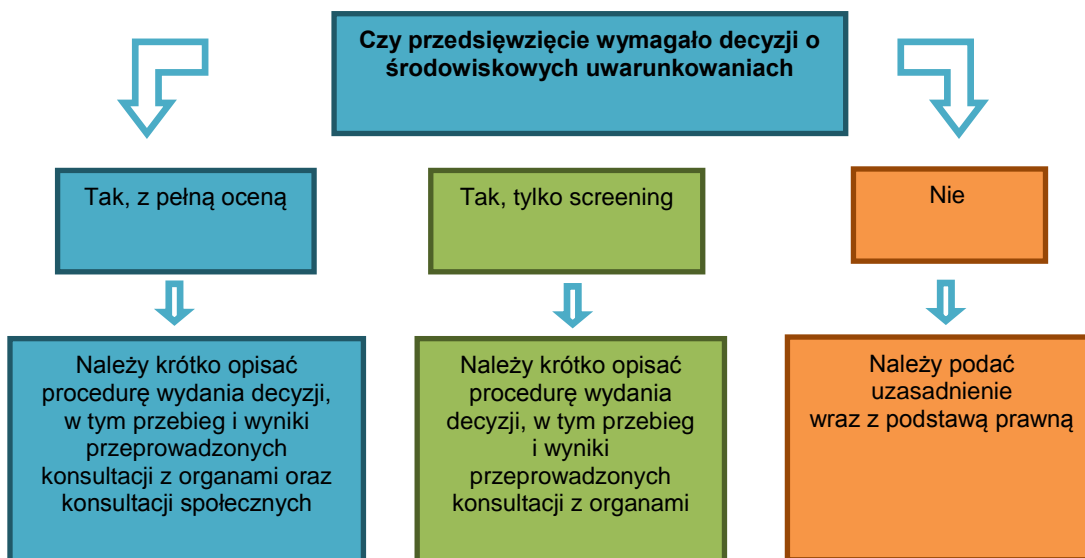 Czy przedsięwzięcie wymagało decyzji o
środowiskowych uwarunkowaniach
Tak, z pełną oceną
Tak, tylko screening
Nie
Należy krótko opisać
procedurę wydania decyzji,
w tym przebieg i wyniki
przeprowadzonych
konsultacji z organami oraz
konsultacji społecznych
Należy krótko opisać
procedurę wydania
decyzji, w tym przebieg
i wyniki
przeprowadzonych
konsultacji z organami
Należy podać
uzasadnienie
wraz z podstawą prawną